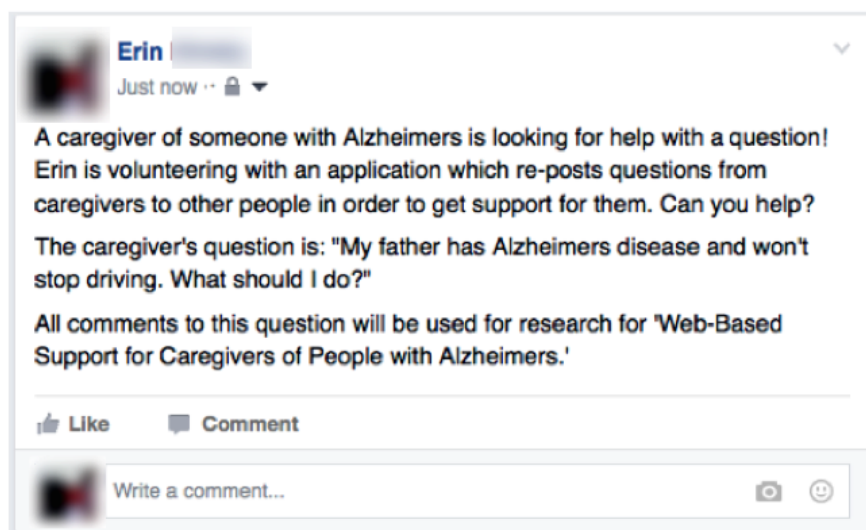 Erin
Just now
A caregiver of someone with Alzheimers is looking for help with a question!
Erin is volunteering with an application which re-posts questions from
caregivers to other people in order to get support for them. Can you help?
The caregiver's question is: "My father has Alzheimers disease and won't
stop driving. What should I do?"
All comments to this question will be used for research for 'Web-Based
Support for Caregivers of People with Alzheimers.'
Like Comment
Write a comment...